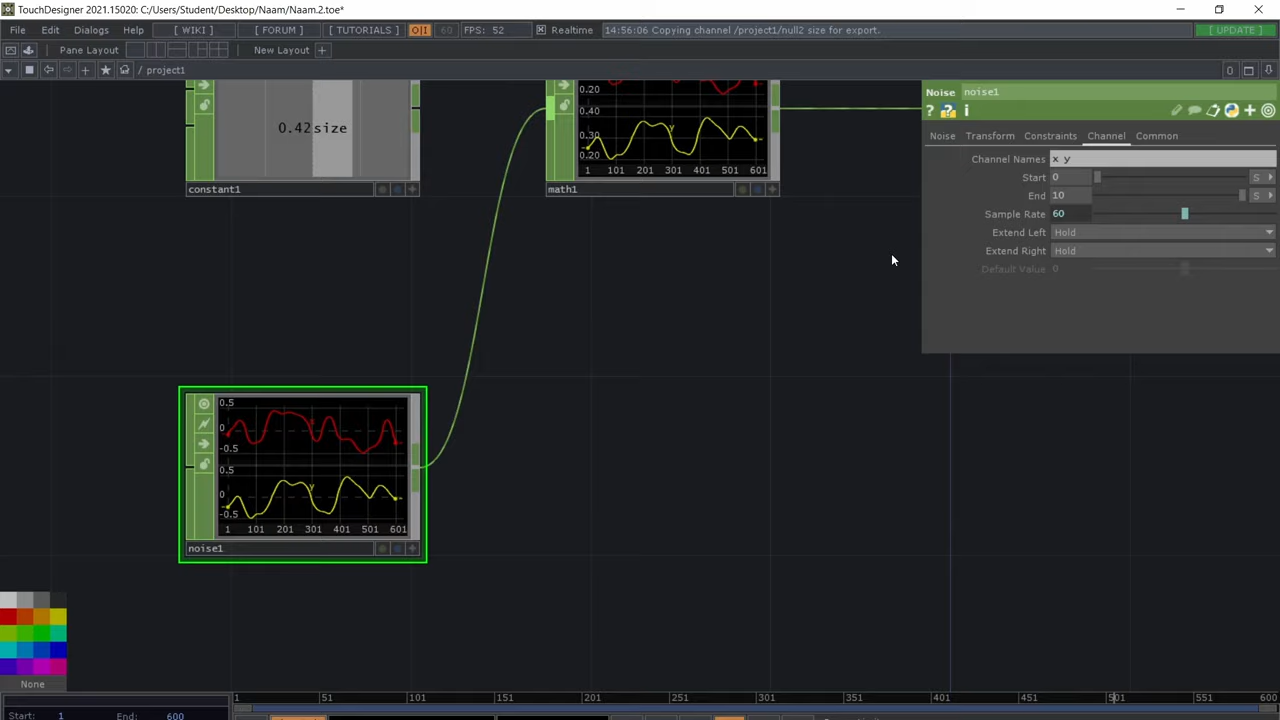 TouchDesigner 2021.15020: C:/Users/Student/Desktop/Naam/Naam.2.toe*
File Edit Dialogs Help [ WIKI ] [ FORUM ] [ TUTORIALS ] O|I 60 FPS: 52 Realtime 14:56:06 Copying channel /project1/null2 size for export. [ UPDATE ]
Pane Layout New Layout +
/ project1 0
0.42 size
constant1
0.20
0.40
0.30
0.20
y
1 101 201 301 401 501 601
math1
Noise noise1
? ? i
Noise Transform Constraints Channel Common
Channel Names x y
Start 0 S
End 10 S
Sample Rate 60
Extend Left Hold
Extend Right Hold
Default Value 0
0.5
0
-0.5
x
0.5
0
-0.5
y
1 101 201 301 401 501 601
noise1
None
1 51 101 151 201 251 301 351 401 451 501 551 600
Start: 1 End: 600